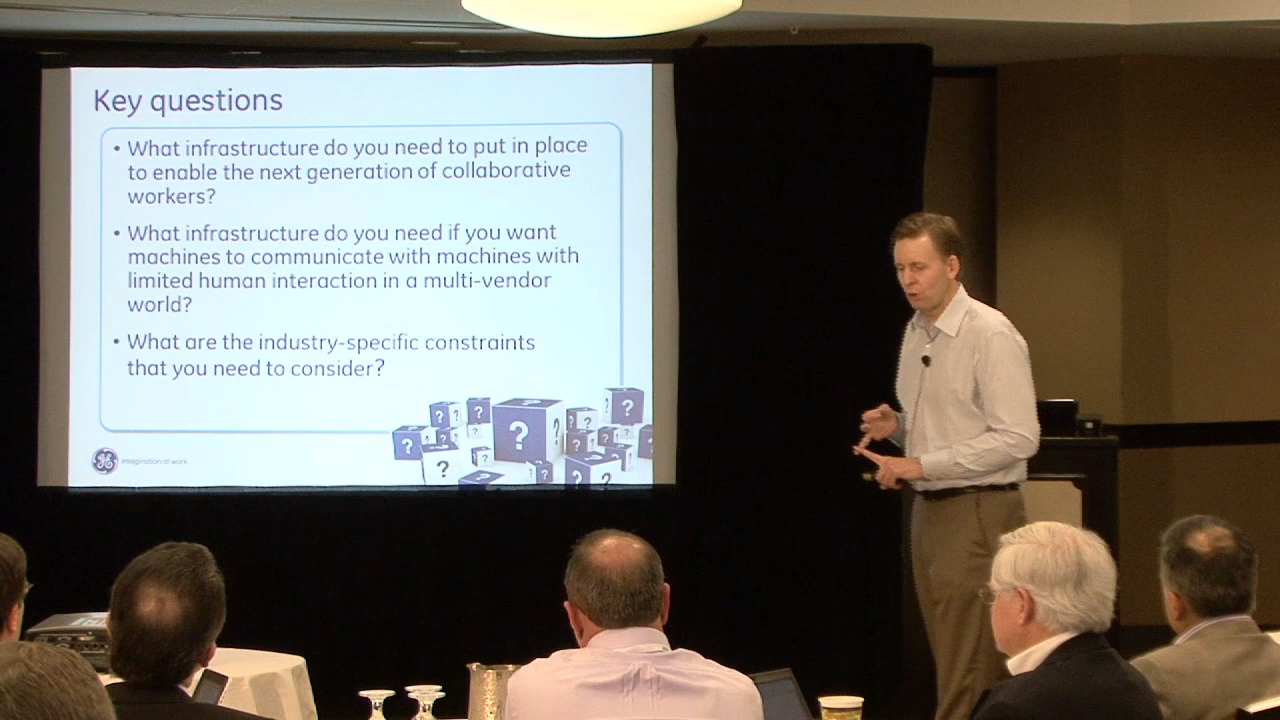 Key questions
• What infrastructure do you need to put in place
to enable the next generation of collaborative
workers?
• What infrastructure do you need if you want
machines to communicate with machines with
limited human interaction in a multi-vendor
world?
• What are the industry-specific constraints
that you need to consider?
imagination at work